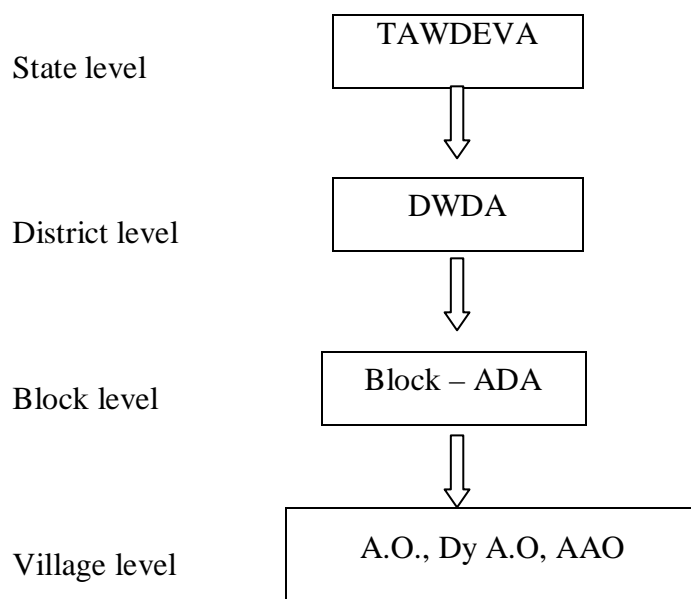 TAWDEVA
State level
DWDA
District level
Block – ADA
Block level
A.O., Dy A.O, AAO
Village level